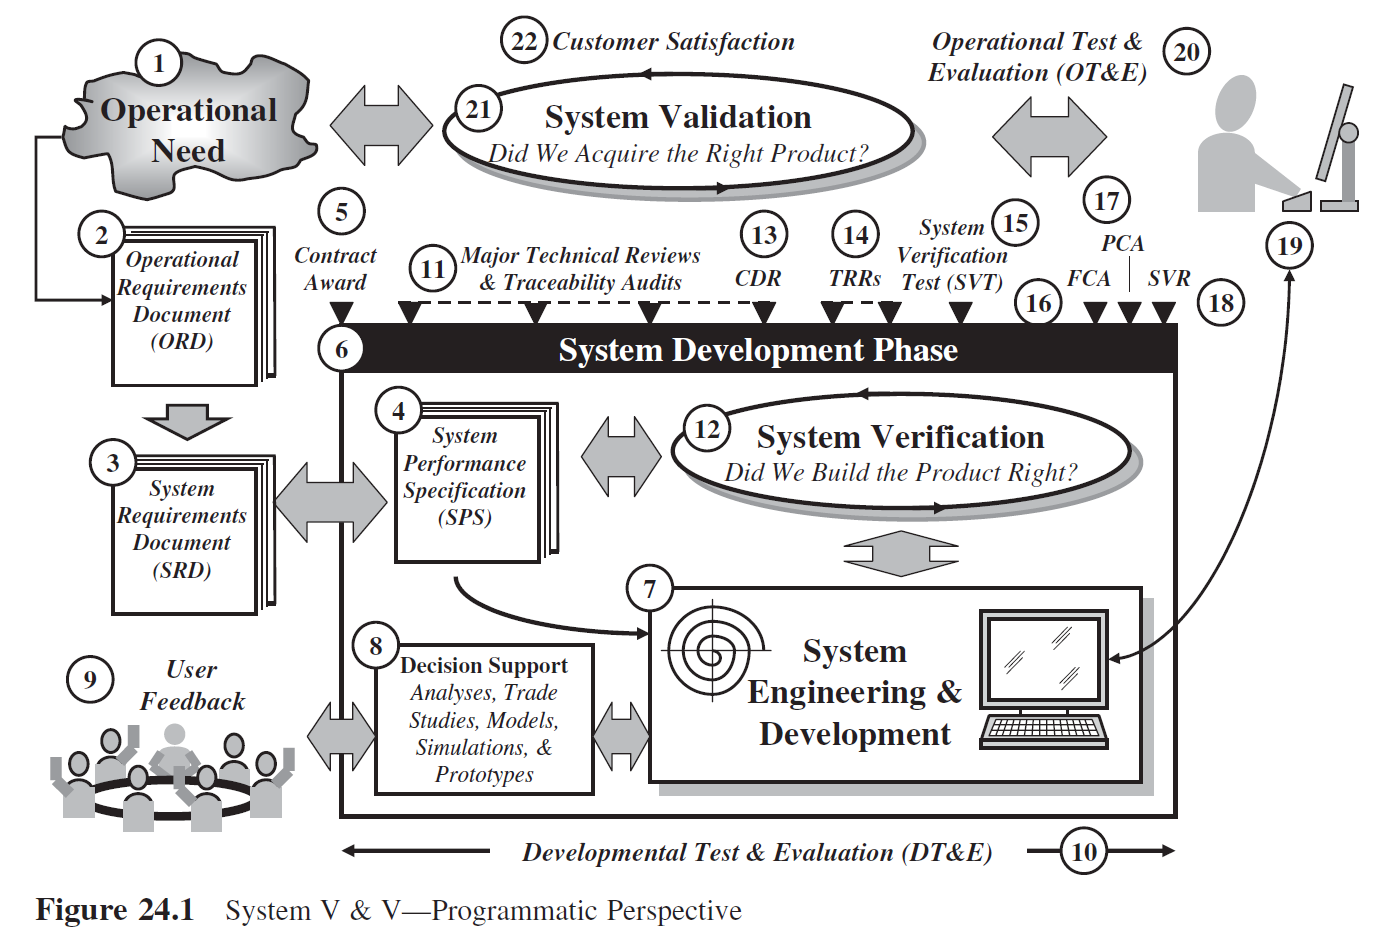 22 Customer Satisfaction
Operational Test &
Evaluation (OT&E)
20
1
Operational
Need
21
System Validation
Did We Acquire the Right Product?
2
Operational
Requirements
Document
(ORD)
5
Contract
Award
11
Major Technical Reviews
& Traceability Audits
13
CDR
14
TRRs
15
System
Verification
Test (SVT)
16
FCA
17
PCA
SVR
18
19
6
System Development Phase
3
System
Requirements
Document
(SRD)
4
System
Performance
Specification
(SPS)
12
System Verification
Did We Build the Product Right?
7
System
Engineering &
Development
8
Decision Support
Analyses, Trade
Studies, Models,
Simulations, &
Prototypes
9
User
Feedback
Developmental Test & Evaluation (DT&E)
10
Figure 24.1 System V & V—Programmatic Perspective